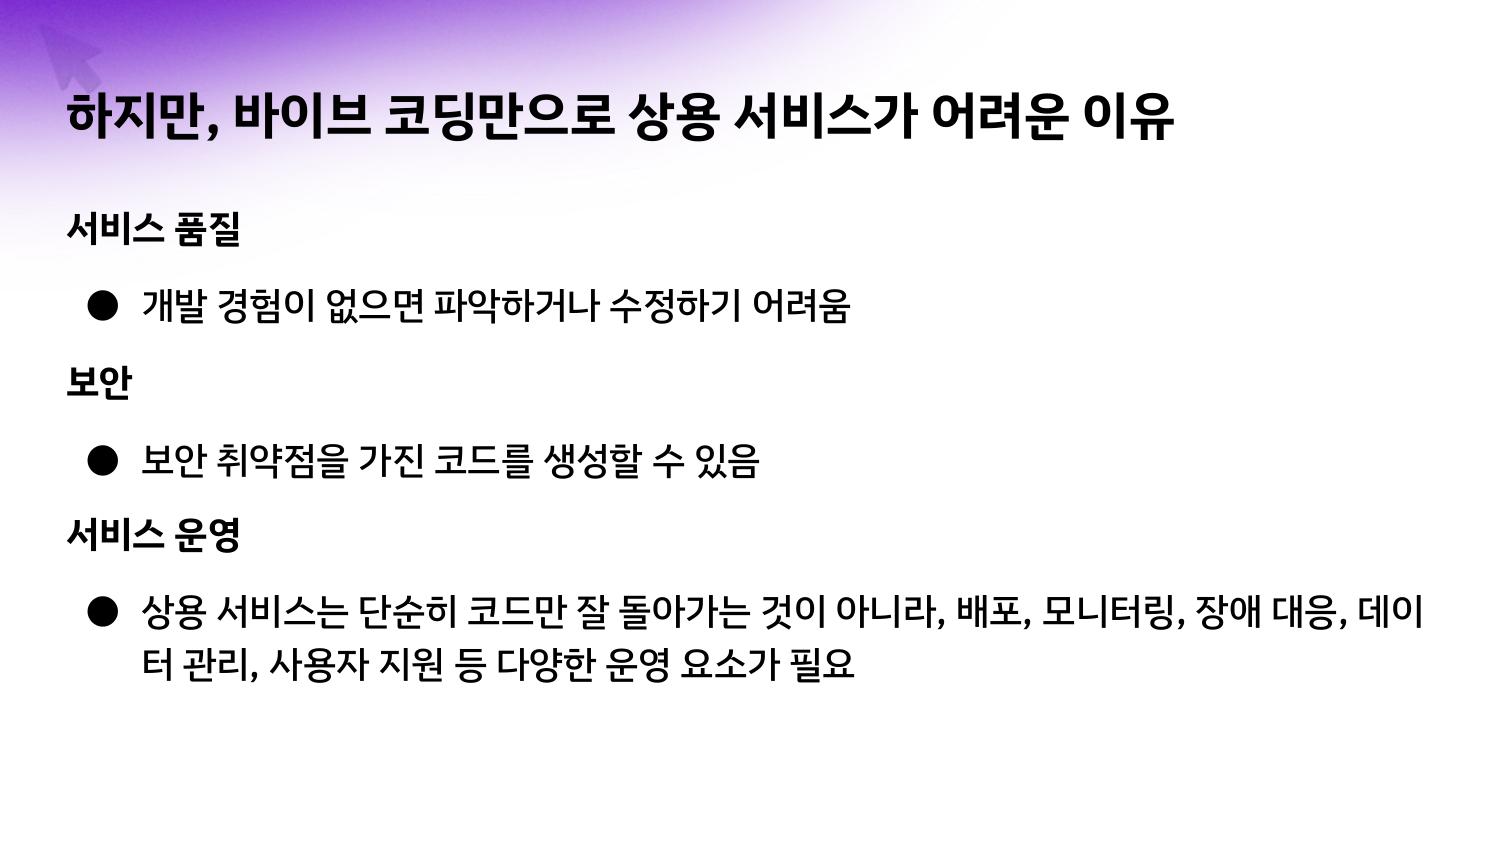 하지만, 바이브 코딩만으로 상용 서비스가 어려운 이유
서비스 품질
● 개발 경험이 없으면 파악하거나 수정하기 어려움
보안
● 보안 취약점을 가진 코드를 생성할 수 있음
서비스 운영
● 상용 서비스는 단순히 코드만 잘 돌아가는 것이 아니라, 배포, 모니터링, 장애 대응, 데이
터 관리, 사용자 지원 등 다양한 운영 요소가 필요